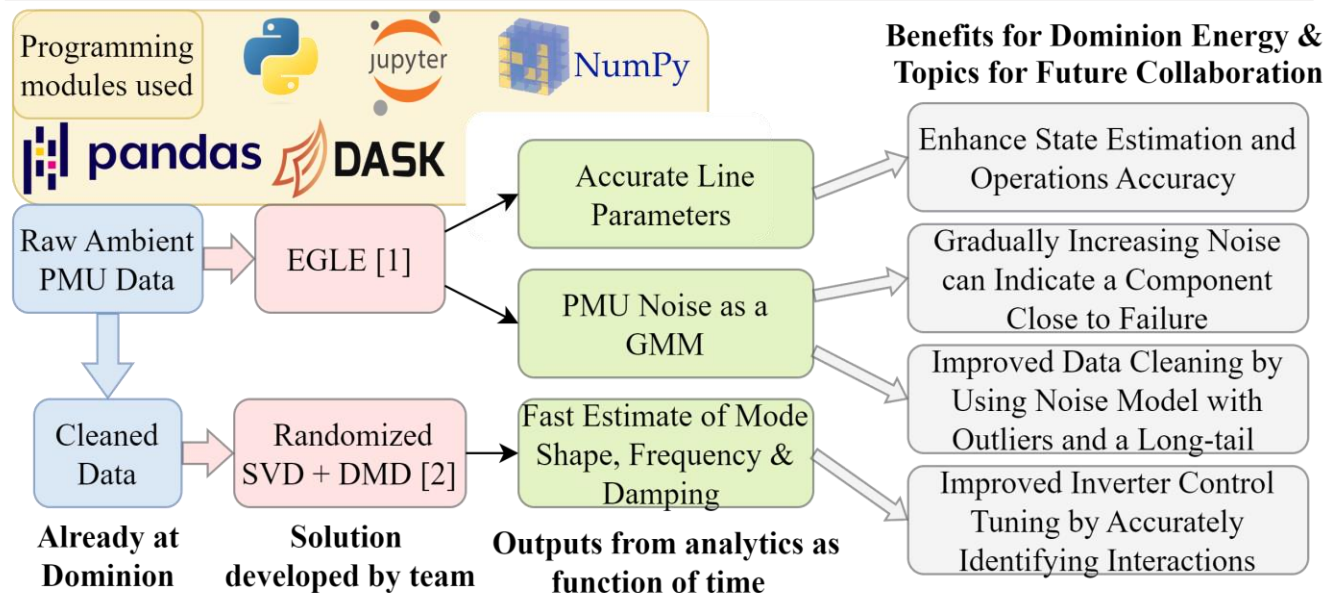 Programming
modules used
jupyter
NumPy
pandas
DASK
Benefits for Dominion Energy &
Topics for Future Collaboration
Raw Ambient
PMU Data
EGLE [1]
Accurate Line
Parameters
Enhance State Estimation and
Operations Accuracy
PMU Noise as a
GMM
Gradually Increasing Noise
can Indicate a Component
Close to Failure
Improved Data Cleaning by
Using Noise Model with
Outliers and a Long-tail
Cleaned
Data
Randomized
SVD + DMD [2]
Fast Estimate of Mode
Shape, Frequency &
Damping
Improved Inverter Control
Tuning by Accurately
Identifying Interactions
Already at
Dominion
Solution
developed by team
Outputs from analytics as
function of time